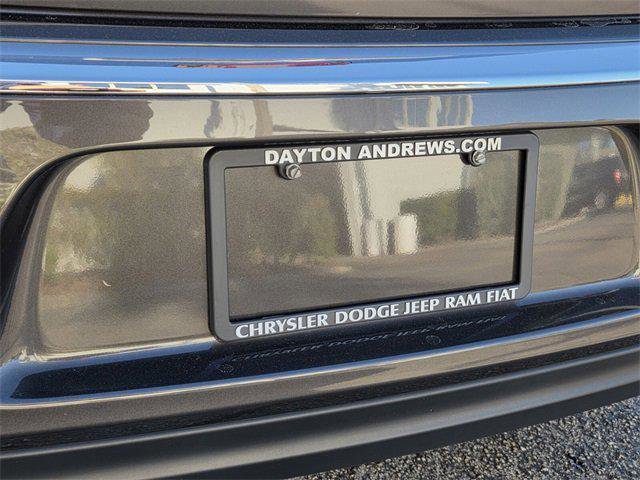 DAYTON ANDREWS.COM
CHRYSLER DODGE JEEP RAM FIAT